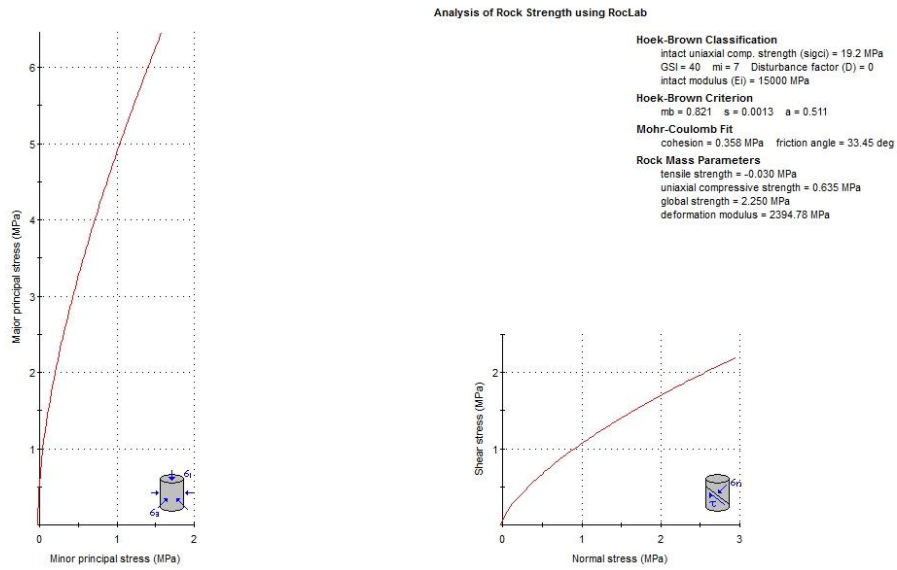 Analysis of Rock Strength using RocLab
Hoek-Brown Classification
intact uniaxial comp. strength (sigci) = 19.2 MPa
GSI = 40 mi = 7 Disturbance factor (D) = 0
intact modulus (Ei) = 15000 MPa
Hoek-Brown Criterion
mb = 0.821 s = 0.0013 a = 0.511
Mohr-Coulomb Fit
cohesion = 0.358 MPa friction angle = 33.45 deg
Rock Mass Parameters
tensile strength = -0.030 MPa
uniaxial compressive strength = 0.635 MPa
global strength = 2.250 MPa
deformation modulus = 2394.78 MPa
Major principal stress (MPa)
6
5
4
3
2
1
0 1 2
Minor principal stress (MPa)
σ1
σ3
Shear stress (MPa)
2
1
0 1 2 3
Normal stress (MPa)
σn
τ